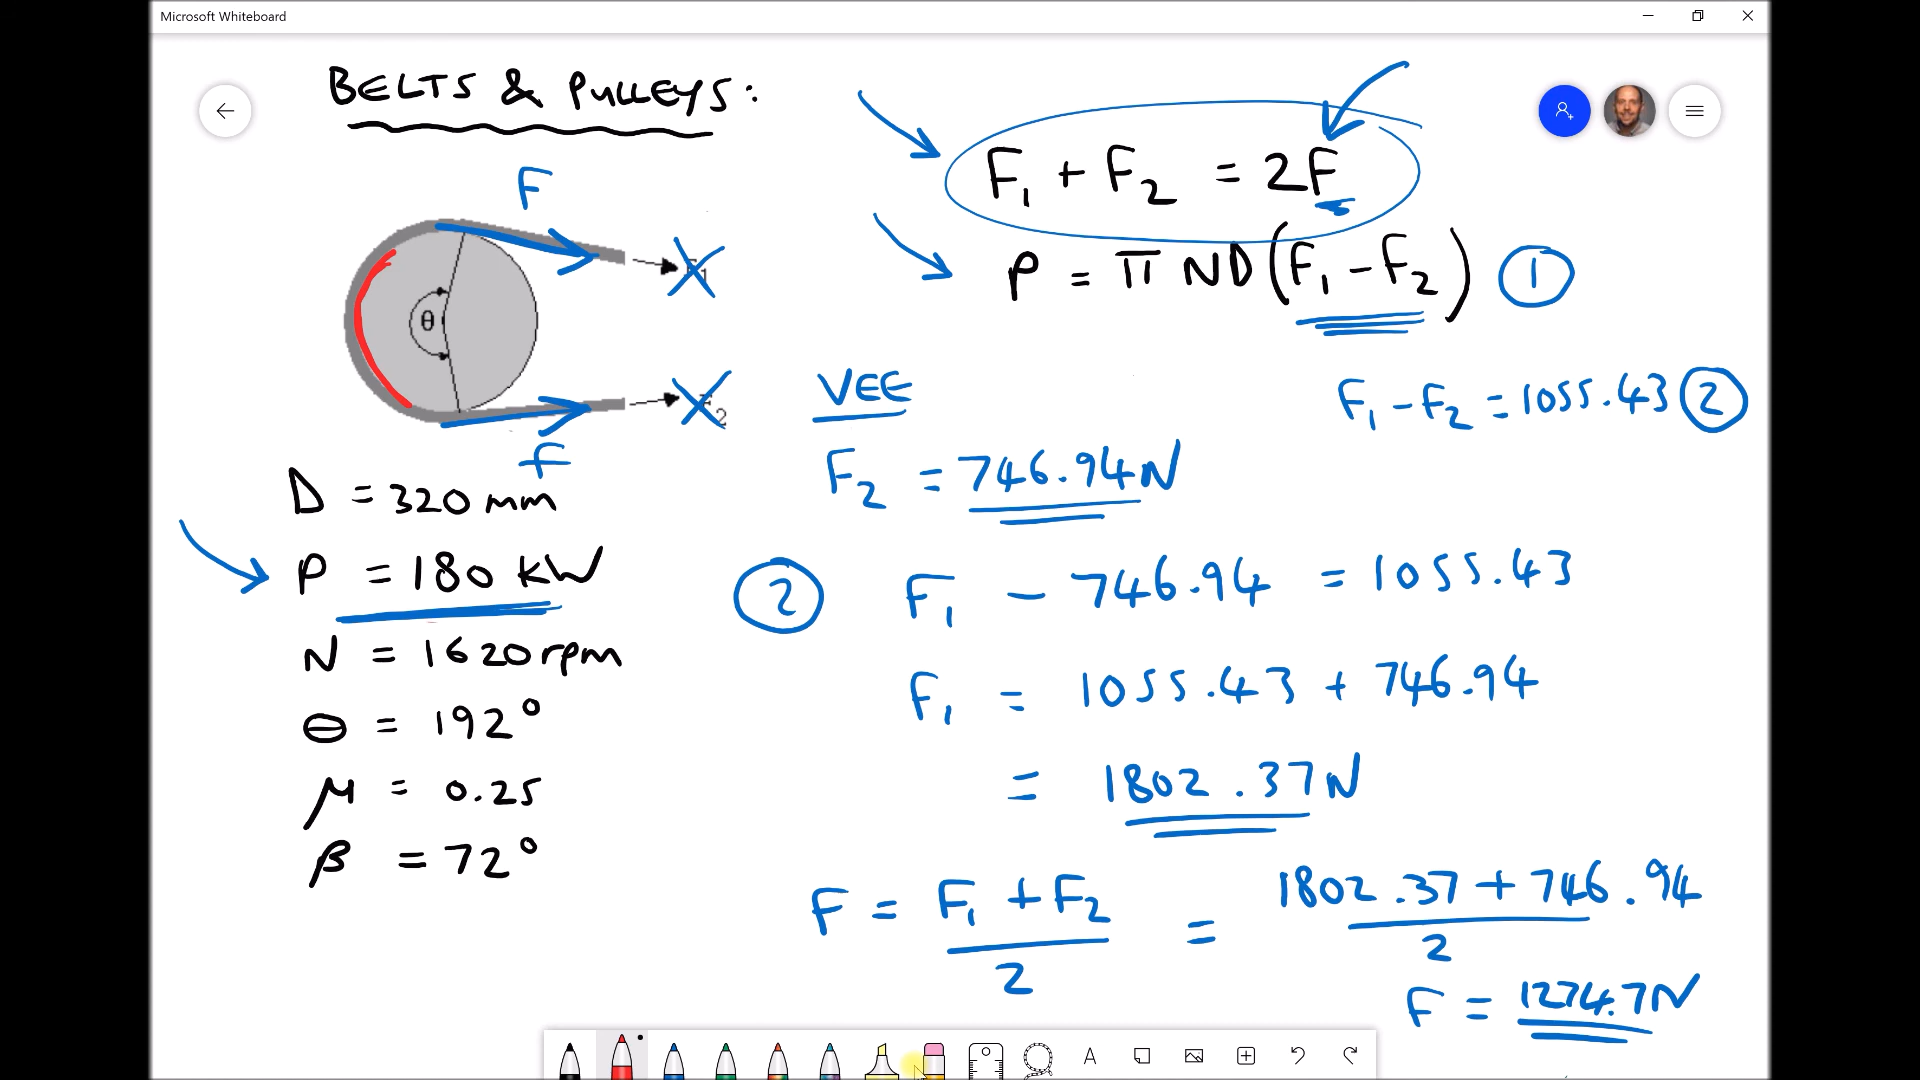 Microsoft Whiteboard
BELTS & PULLEYS:
F
θ
F
D = 320 mm
P = 180 kW
N = 1620 rpm
θ = 192°
μ = 0.25
β = 72°
F₁ + F₂ = 2F
P = π ND (F₁ - F₂) ①
F₁ - F₂ = 1055.43 ②
VEE
F₂ = 746.94N
② F₁ - 746.94 = 1055.43
F₁ = 1055.43 + 746.94
= 1802.37N
F = F₁ + F₂ / 2 = 1802.37 + 746.94 / 2
F = 1274.7N
A